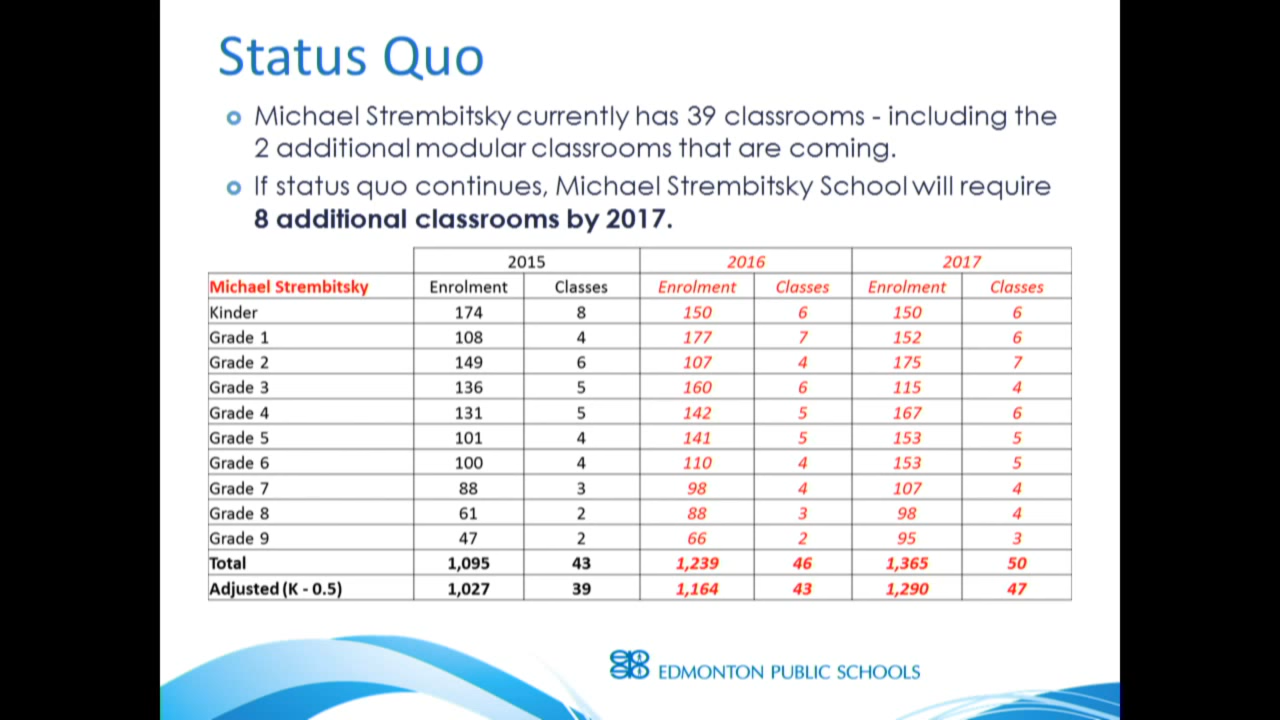 Status Quo
Michael Strembitsky currently has 39 classrooms - including the
2 additional modular classrooms that are coming.
If status quo continues, Michael Strembitsky School will require
8 additional classrooms by 2017.
2015 2016 2017
Michael Strembitsky Enrolment Classes Enrolment Classes Enrolment Classes
Kinder 174 8 150 6 150 6
Grade 1 108 4 177 7 152 6
Grade 2 149 6 107 4 175 7
Grade 3 136 5 160 6 115 4
Grade 4 131 5 142 5 167 6
Grade 5 101 4 141 5 153 5
Grade 6 100 4 110 4 153 5
Grade 7 88 3 98 4 107 4
Grade 8 61 2 88 3 98 4
Grade 9 47 2 66 2 95 3
Total 1,095 43 1,239 46 1,365 50
Adjusted (K - 0.5) 1,027 39 1,164 43 1,290 47
EDMONTON PUBLIC SCHOOLS